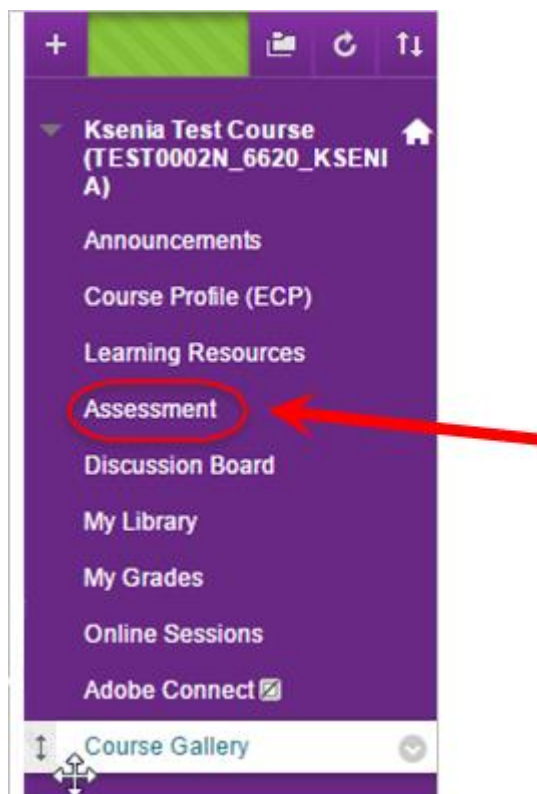 Ksenia Test Course
(TEST0002N_6620_KSENI
A)
Announcements
Course Profile (ECP)
Learning Resources
Assessment
Discussion Board
My Library
My Grades
Online Sessions
Adobe Connect
Course Gallery